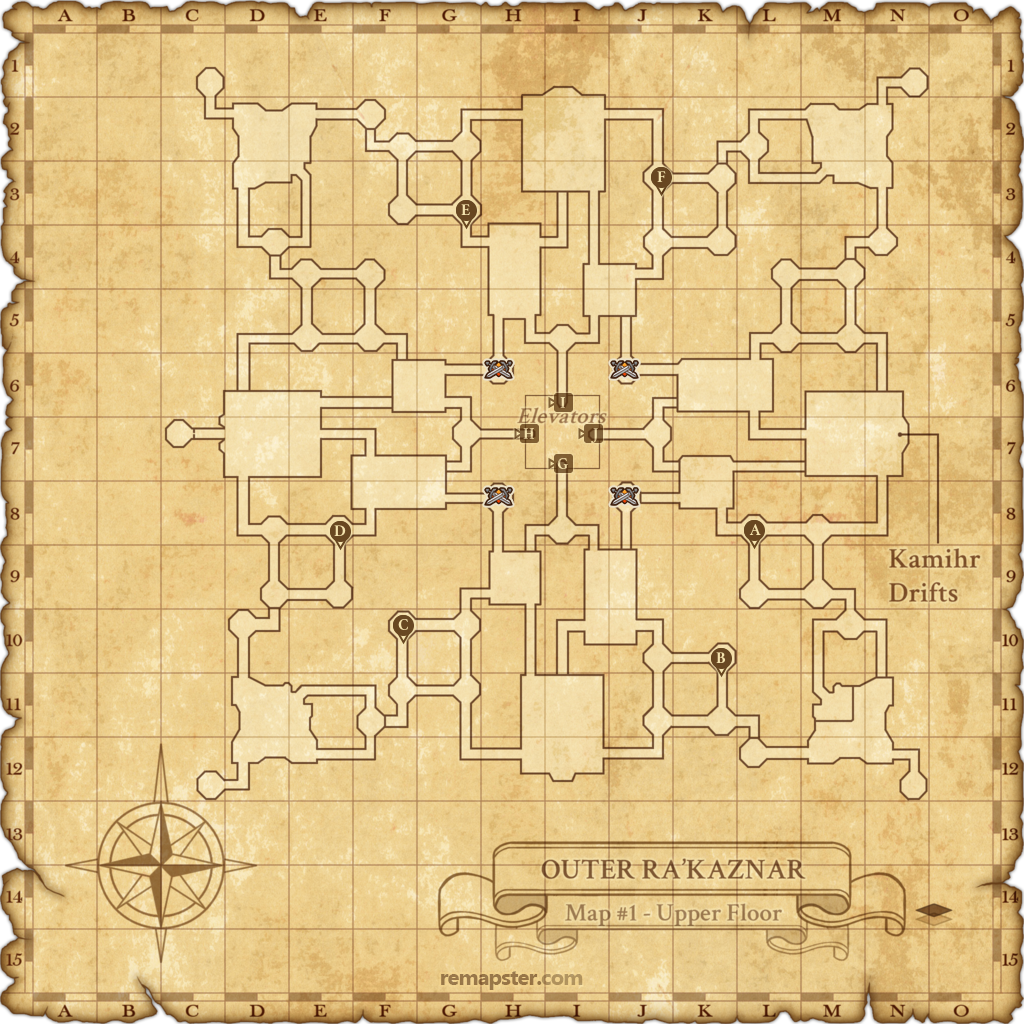 A B C D E F G H I J K L M N O
1 1
2 2
F
3 3
E
4 4
5 5
6 6
I
Elevators
7 H J 7
G
8 8
D A
Kamihr
9 9
Drifts
C
10 10
B
11 11
12 12
13 13
OUTER RA'KAZNAR
14 14
Map #1 - Upper Floor
15 15
remapster.com
A B C D E F G H I J K L M N O